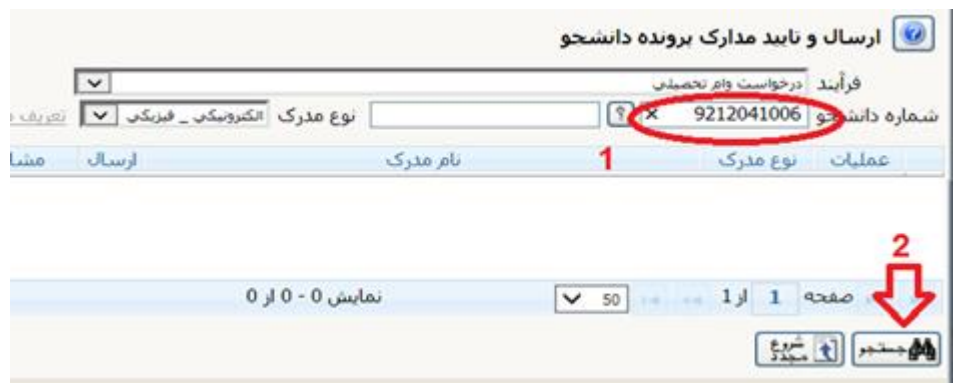 ارسال و تایید مدارک پرونده دانشجو
فرآیند درخواست وام تحصیلی
شماره دانشجو 9212041006 × ? نوع مدرک الکترونیکی _ فیزیکی تعریف
عملیات نوع مدرک 1 نام مدرک ارسال
2
صفحه 1 از 1 50 نمایش 0 - 0 از 0
جستجو شروع مجدد